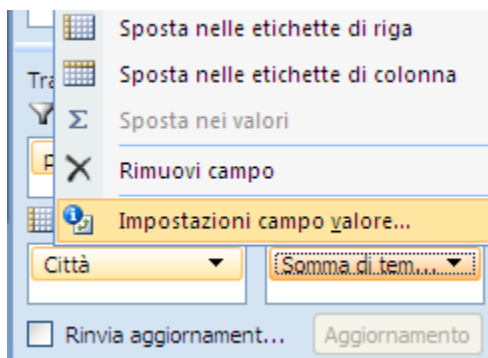 Sposta nelle etichette di riga
Tra
Sposta nelle etichette di colonna
Σ Sposta nei valori
Rimuovi campo
Impostazioni campo valore...
Città
Somma di tem...
Rinvia aggiornament...
Aggiornamento